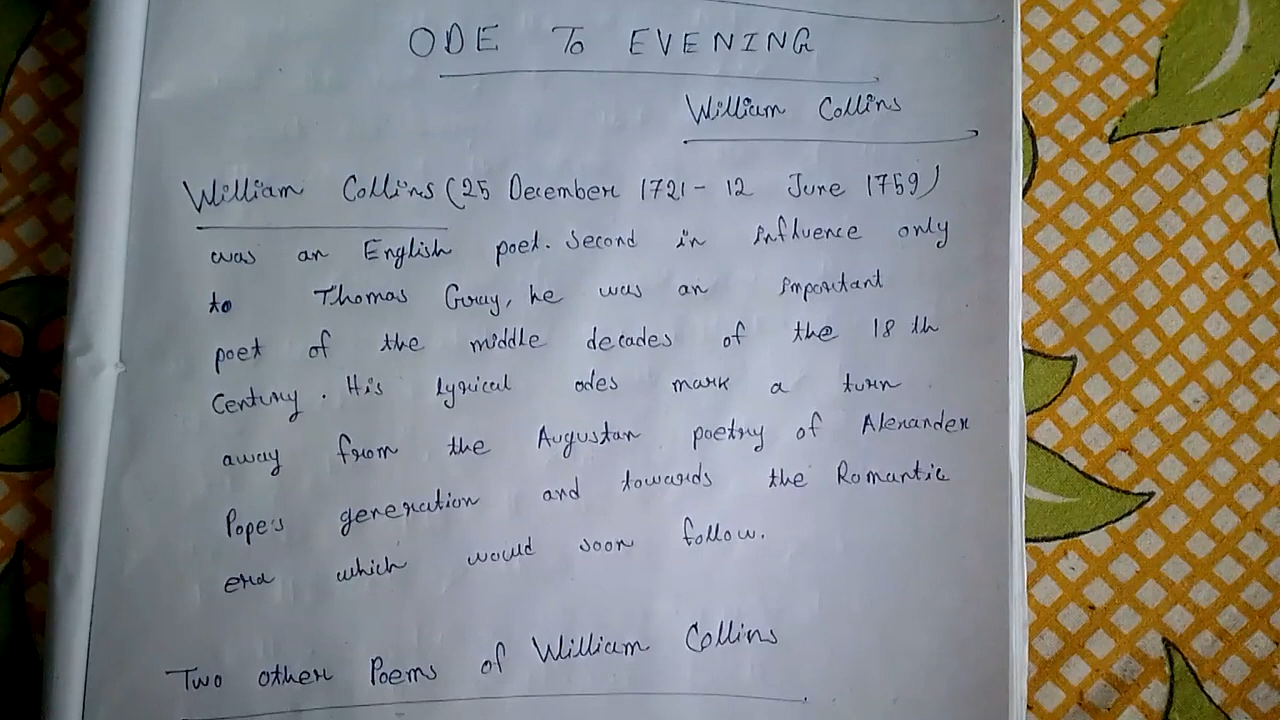 ODE To EVENING
William Collins
William Collins (25 December 1721 - 12 June 1759)
was an English poet. Second in influence only
to Thomas Gray, he was an important
poet of the middle decades of the 18 th
Century. His lyrical odes mark a turn
away from the Augustan poetry of Alexander
Pope's generation and towards the Romantic
era which would soon follow.
Two other Poems of William Collins